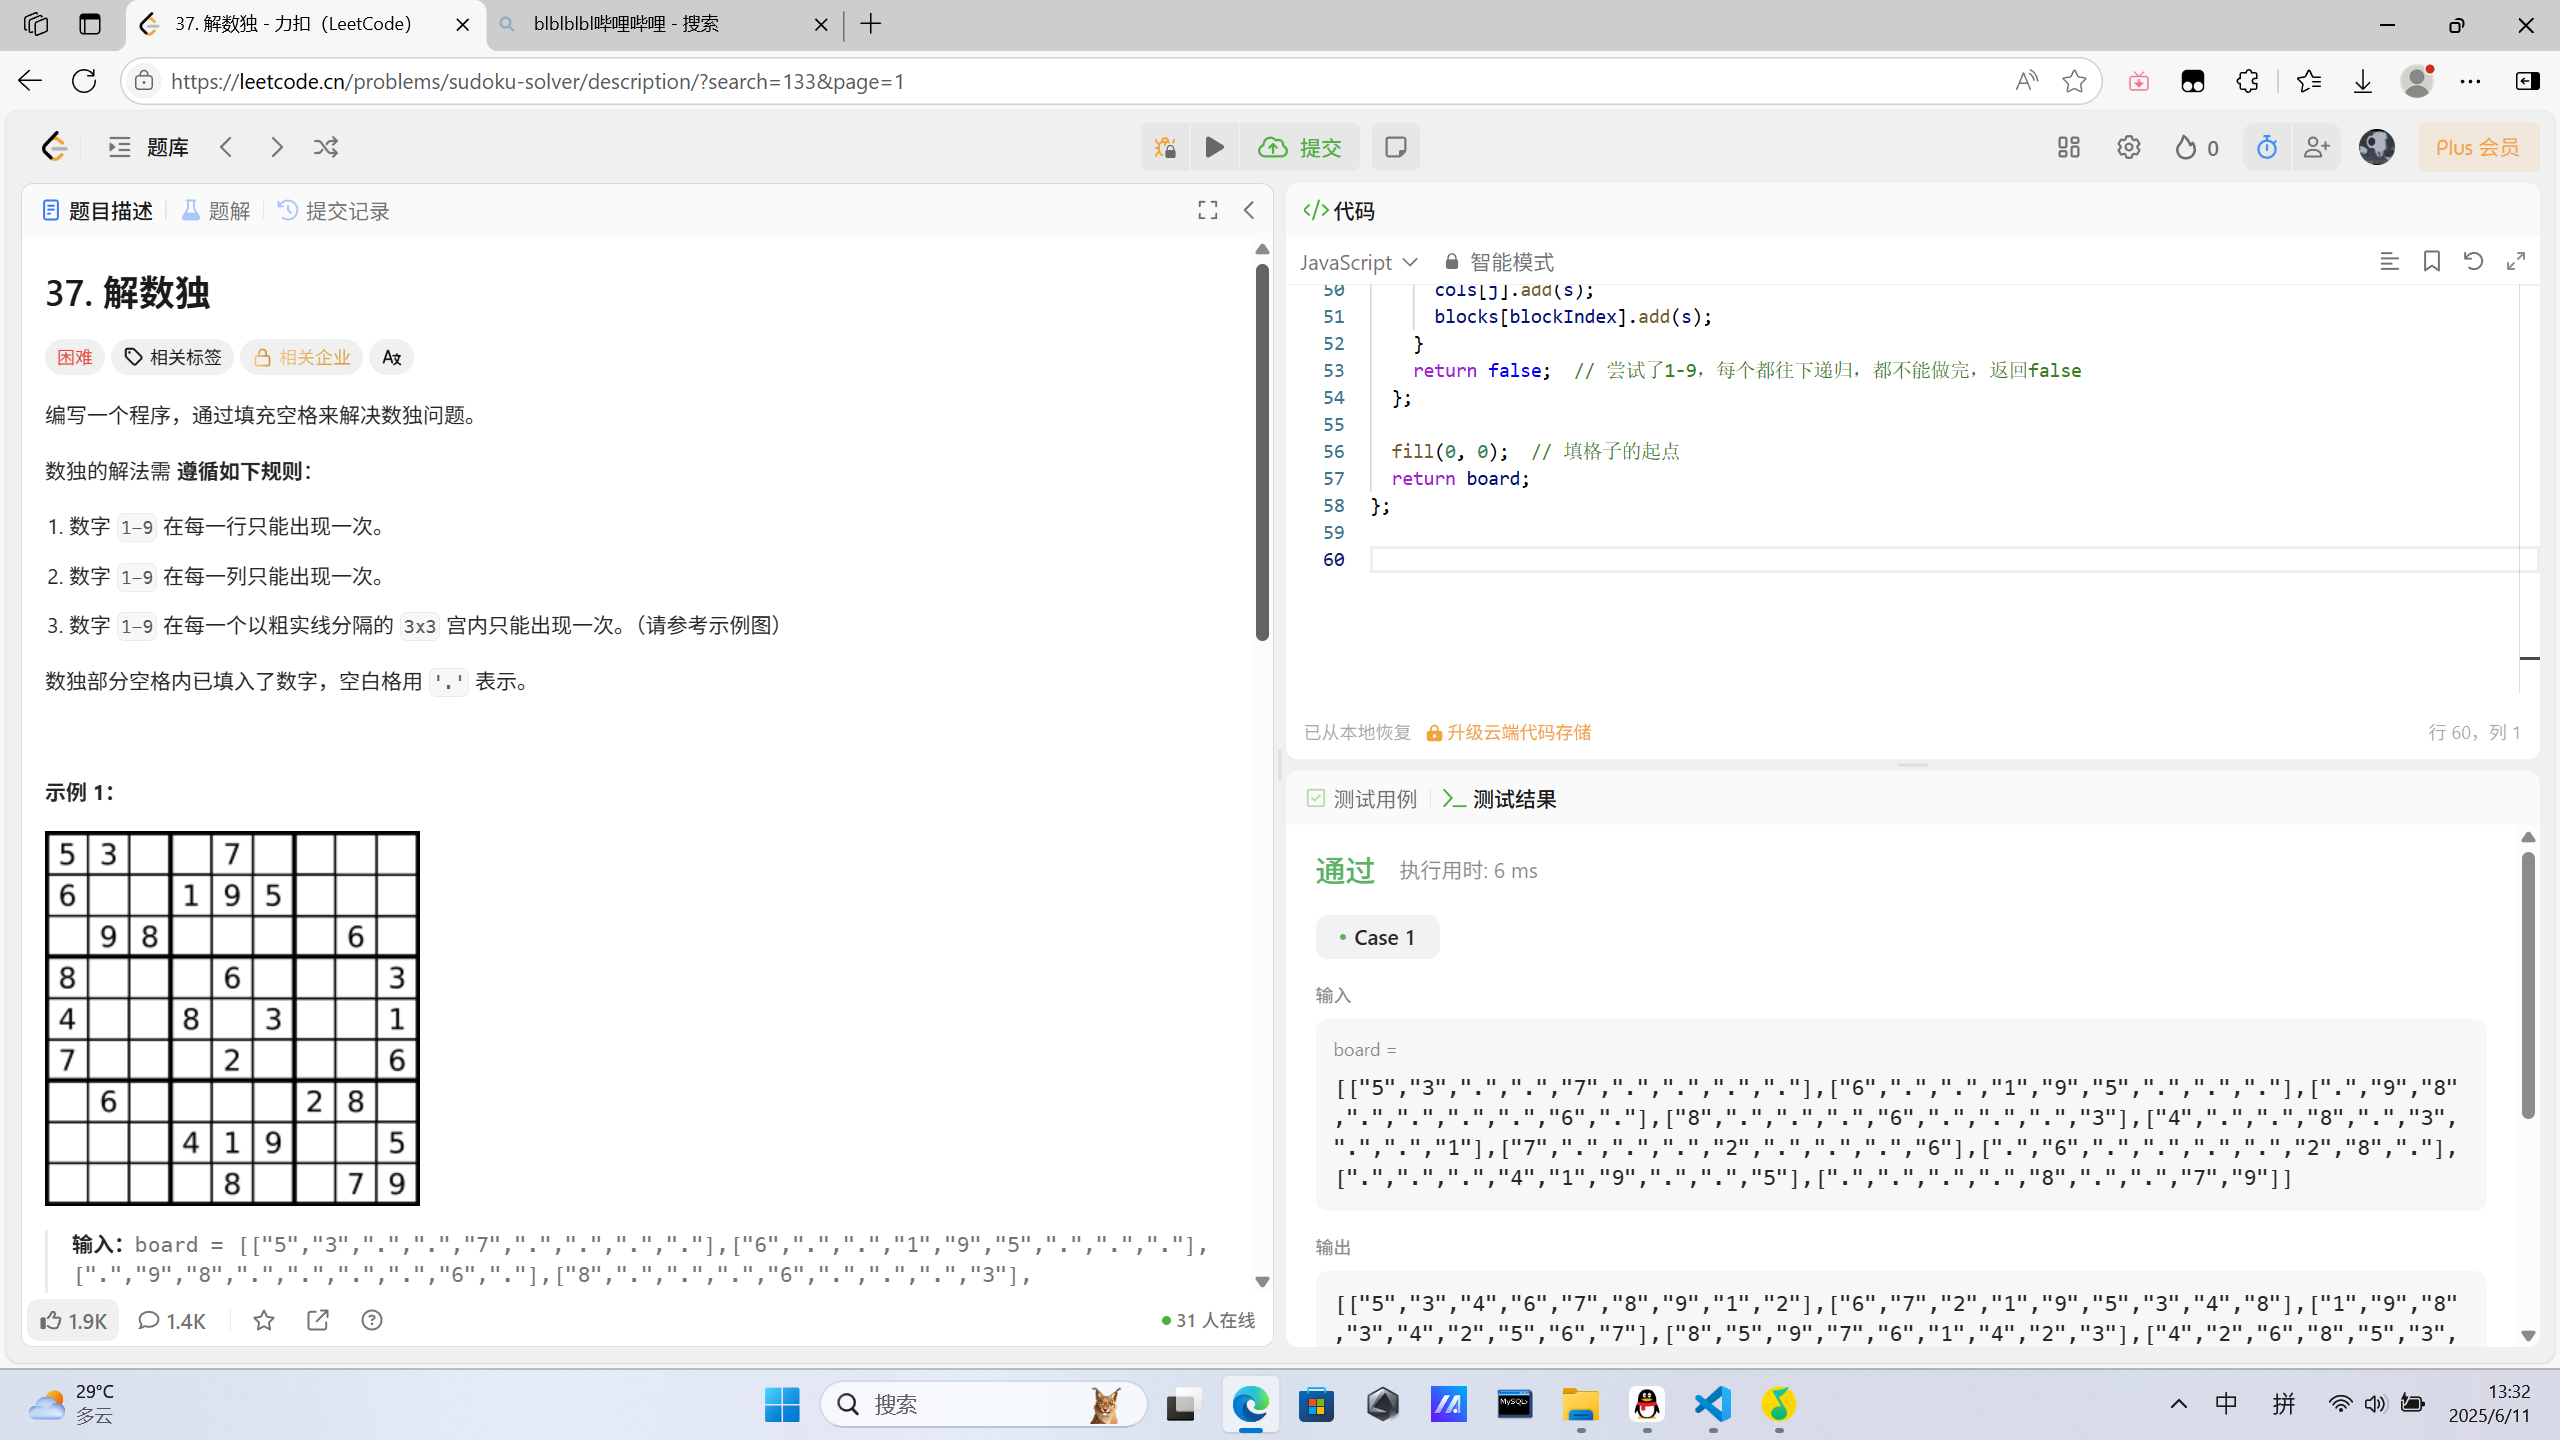 37. 解数独 - 力扣（LeetCode）
blblblbl哔哩哔哩 - 搜索
https://leetcode.cn/problems/sudoku-solver/description/?search=133&page=1
题库
提交
0
Plus 会员
题目描述
题解
提交记录
37. 解数独
困难
相关标签
相关企业
编写一个程序，通过填充空格来解决数独问题。
数独的解法需 遵循如下规则：
1. 数字 1-9 在每一行只能出现一次。
2. 数字 1-9 在每一列只能出现一次。
3. 数字 1-9 在每一个以粗实线分隔的 3x3 宫内只能出现一次。（请参考示例图）
数独部分空格内已填入了数字，空白格用 '.' 表示。
示例 1：
5 3 7
6 1 9 5
9 8 6
8 6 3
4 8 3 1
7 2 6
6 2 8
4 1 9 5
8 7 9
输入：board = [["5","3",".",".","7",".",".",".","."],["6",".",".","1","9","5",".",".","."],
[".","9","8",".",".",".",".","6","."],["8",".",".",".","6",".",".",".","3"],
1.9K
1.4K
31 人在线
代码
JavaScript
智能模式
50 cols[j].add(s);
51 blocks[blockIndex].add(s);
52 }
53 return false;  // 尝试了1-9，每个都往下递归，都不能做完，返回false
54 };
55
56 fill(0, 0);  // 填格子的起点
57 return board;
58 };
59
60
已从本地恢复
升级云端代码存储
行 60，列 1
测试用例
测试结果
通过
执行用时: 6 ms
Case 1
输入
board =
[["5","3",".",".","7",".",".",".","."],["6",".",".","1","9","5",".",".","."],[".","9","8"
,".",".",".",".","6","."],["8",".",".",".","6",".",".",".","3"],["4",".",".","8",".","3",
".",".","1"],["7",".",".",".","2",".",".",".","6"],[".","6",".",".",".",".","2","8","."],
[".",".",".","4","1","9",".",".","5"],[".",".",".",".","8",".",".","7","9"]]
输出
[["5","3","4","6","7","8","9","1","2"],["6","7","2","1","9","5","3","4","8"],["1","9","8"
,"3","4","2","5","6","7"],["8","5","9","7","6","1","4","2","3"],["4","2","6","8","5","3",
29°C
多云
搜索
MySQL
中
拼
13:32
2025/6/11